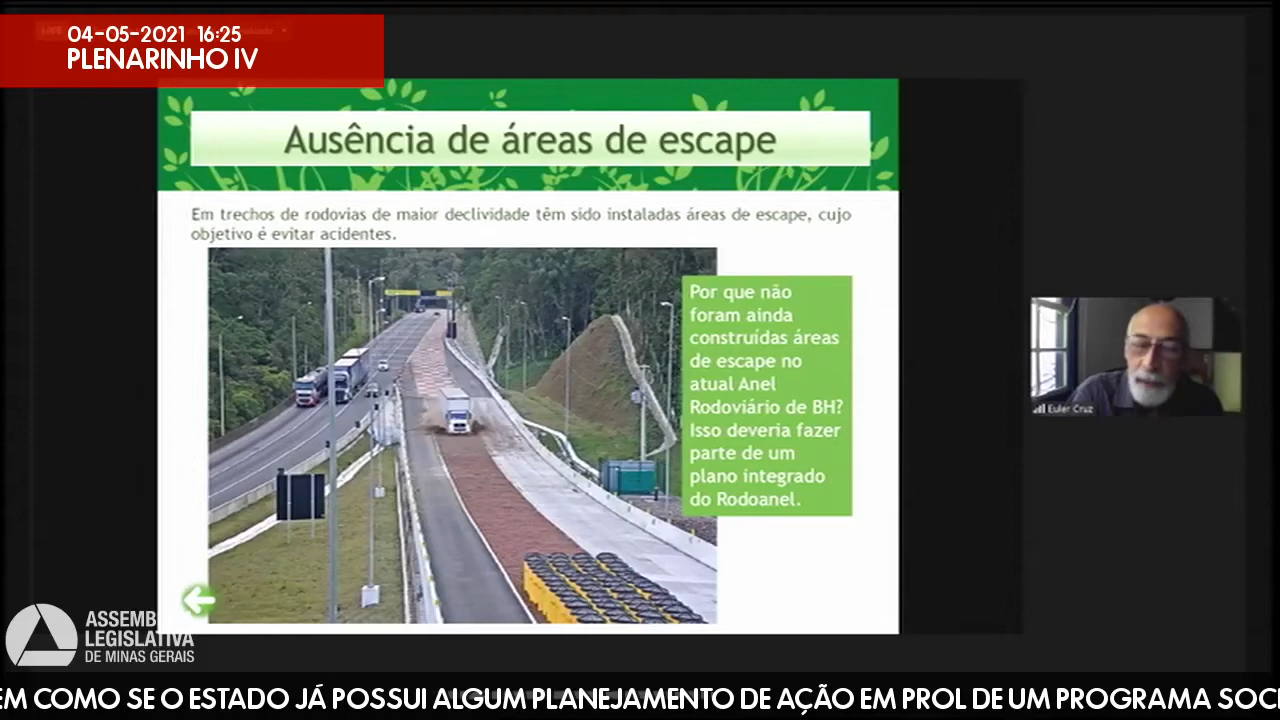 04-05-2021 16:25
PLENARINHO IV
Ausência de áreas de escape
Em trechos de rodovias de maior declividade têm sido instaladas áreas de escape, cujo
objetivo é evitar acidentes.
Por que não
foram ainda
construídas áreas
de escape no
atual Anel
Rodoviário de BH?
Isso deveria fazer
parte de um
plano integrado
do Rodoanel.
Euler Cruz
ASSEMB
LEGISLATIVA
DE MINAS GERAIS
EM COMO SE O ESTADO JÁ POSSUI ALGUM PLANEJAMENTO DE AÇÃO EM PROL DE UM PROGRAMA SOCI